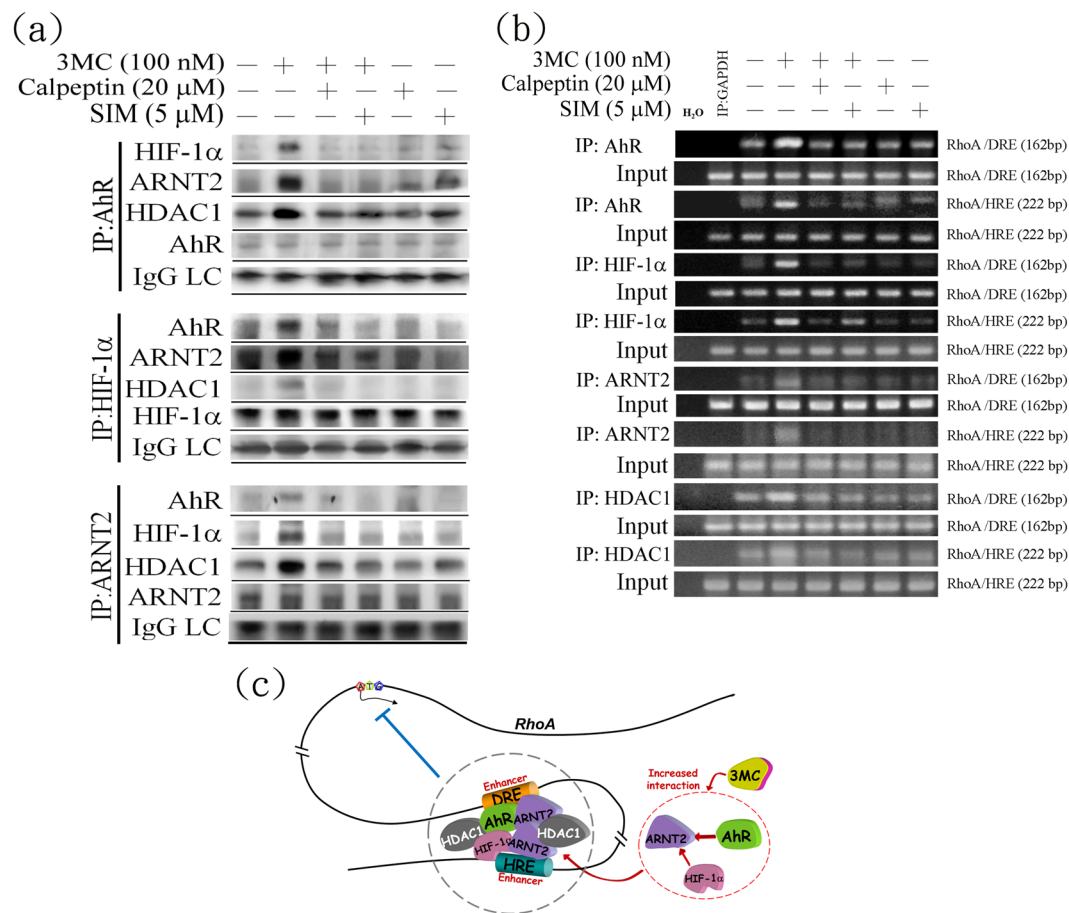 (a)
3MC (100 nM) — + + + — —
Calpeptin (20 μM) — — + — + —
SIM (5 μM) — — — + — +
IP:AhR
HIF-1α
ARNT2
HDAC1
AhR
IgG LC
IP:HIF-1α
AhR
ARNT2
HDAC1
HIF-1α
IgG LC
IP:ARNT2
AhR
HIF-1α
HDAC1
ARNT2
IgG LC
(b)
3MC (100 nM) — + + + — —
Calpeptin (20 μM) — — + — + —
SIM (5 μM) — — — + — +
H₂O
IP:GAPDH
IP: AhR RhoA /DRE (162bp)
Input RhoA /DRE (162bp)
IP: AhR RhoA/HRE (222 bp)
Input RhoA/HRE (222 bp)
IP: HIF-1α RhoA /DRE (162bp)
Input RhoA /DRE (162bp)
IP: HIF-1α RhoA/HRE (222 bp)
Input RhoA/HRE (222 bp)
IP: ARNT2 RhoA /DRE (162bp)
Input RhoA /DRE (162bp)
IP: ARNT2 RhoA/HRE (222 bp)
Input RhoA/HRE (222 bp)
IP: HDAC1 RhoA /DRE (162bp)
Input RhoA /DRE (162bp)
IP: HDAC1 RhoA/HRE (222 bp)
Input RhoA/HRE (222 bp)
(c)
A T G
RhoA
Enhancer
DRE
AhR ARNT2
HDAC1 HDAC1
HIF-1α ARNT2
HRE
Enhancer
Increased
interaction
3MC
ARNT2
AhR
HIF-1α